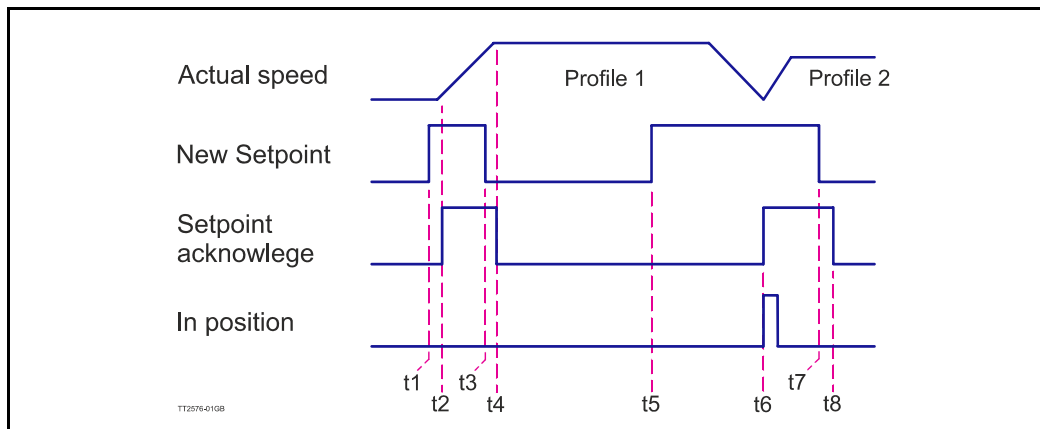 Actual speed
Profile 1
Profile 2
New Setpoint
Setpoint
acknowlege
In position
t1
t3
t7
t2
t4
t5
t6
t8
TT2576-01GB